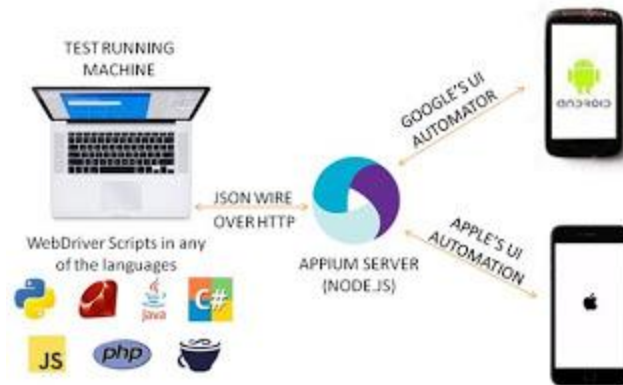 TEST RUNNING
MACHINE
GOOGLE'S UI
AUTOMATOR
ANDROID
JSON WIRE
OVER HTTP
WebDriver Scripts in any
of the languages
APPIUM SERVER
(NODE.JS)
APPLE'S UI
AUTOMATION
java
C#
JS
php